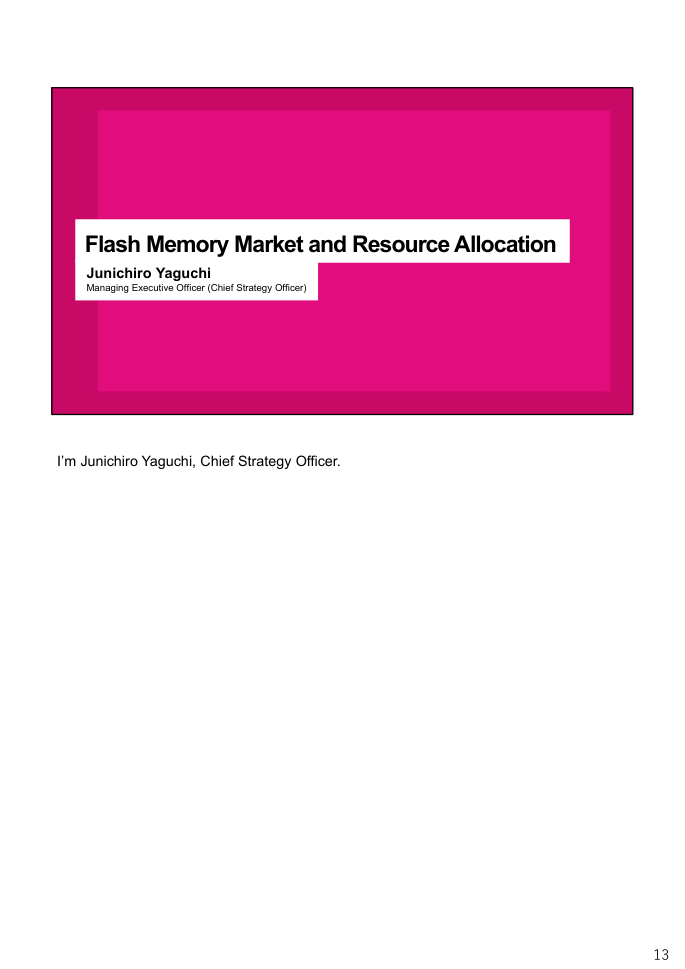 Flash Memory Market and Resource Allocation
Junichiro Yaguchi
Managing Executive Officer (Chief Strategy Officer)
I’m Junichiro Yaguchi, Chief Strategy Officer.
13